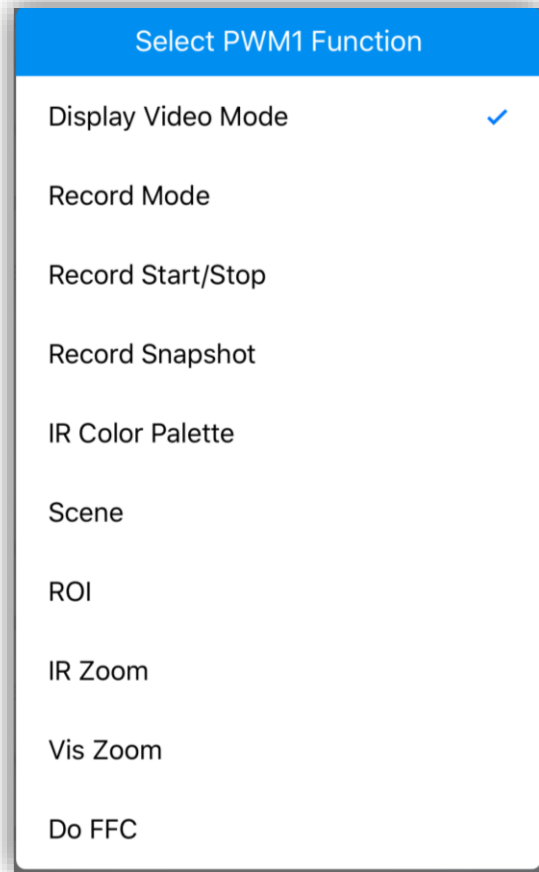 Select PWM1 Function
Display Video Mode
Record Mode
Record Start/Stop
Record Snapshot
IR Color Palette
Scene
ROI
IR Zoom
Vis Zoom
Do FFC